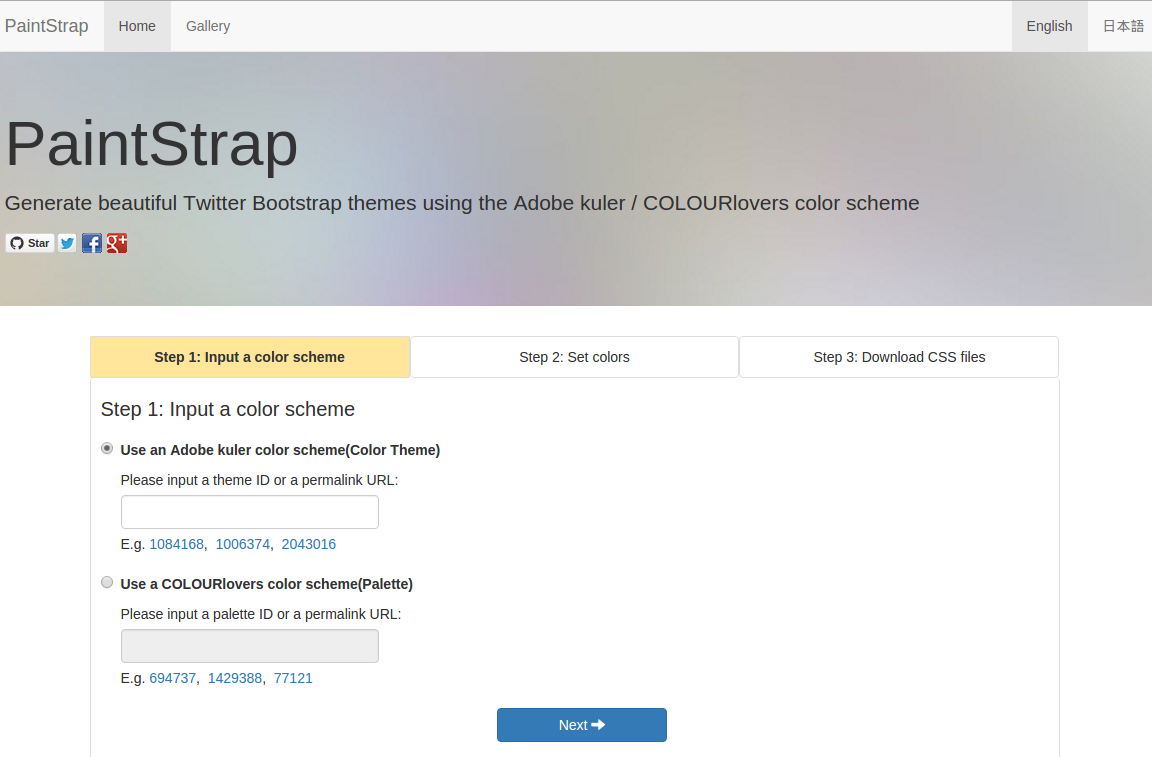 PaintStrap Home Gallery English 日本語
PaintStrap
Generate beautiful Twitter Bootstrap themes using the Adobe kuler / COLOURlovers color scheme
Star
Step 1: Input a color scheme Step 2: Set colors Step 3: Download CSS files
Step 1: Input a color scheme
Use an Adobe kuler color scheme(Color Theme)
Please input a theme ID or a permalink URL:
E.g. 1084168, 1006374, 2043016
Use a COLOURlovers color scheme(Palette)
Please input a palette ID or a permalink URL:
E.g. 694737, 1429388, 77121
Next